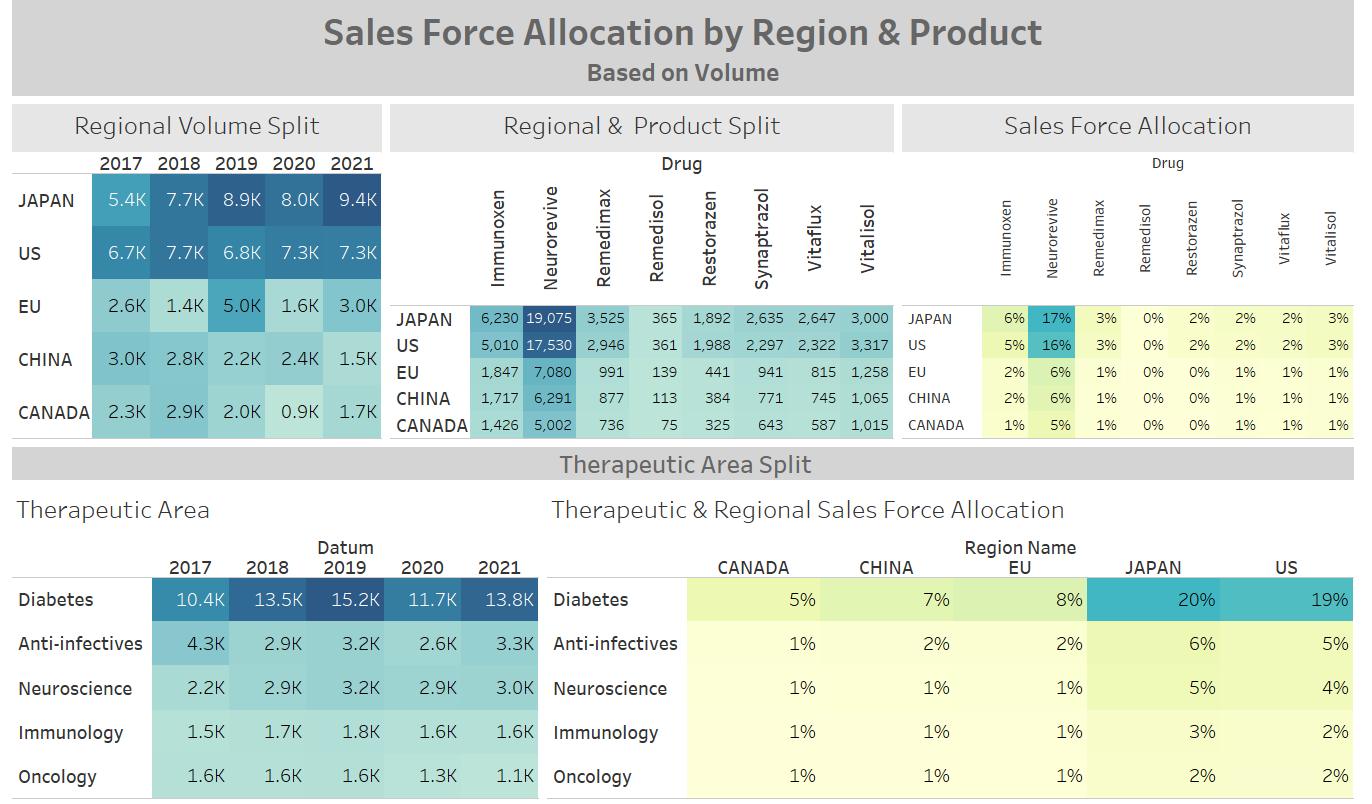 Sales Force Allocation by Region & Product
Based on Volume
Regional Volume Split
2017 2018 2019 2020 2021
JAPAN 5.4K 7.7K 8.9K 8.0K 9.4K
US 6.7K 7.7K 6.8K 7.3K 7.3K
EU 2.6K 1.4K 5.0K 1.6K 3.0K
CHINA 3.0K 2.8K 2.2K 2.4K 1.5K
CANADA 2.3K 2.9K 2.0K 0.9K 1.7K
Regional & Product Split
Drug
Immunoxen Neurorevive Remedimax Remedisol Restorazen Synaptrazol Vitaflux Vitalisol
JAPAN 6,230 19,075 3,525 365 1,892 2,635 2,647 3,000
US 5,010 17,530 2,946 361 1,988 2,297 2,322 3,317
EU 1,847 7,080 991 139 441 941 815 1,258
CHINA 1,717 6,291 877 113 384 771 745 1,065
CANADA 1,426 5,002 736 75 325 643 587 1,015
Sales Force Allocation
Drug
Immunoxen Neurorevive Remedimax Remedisol Restorazen Synaptrazol Vitaflux Vitalisol
JAPAN 6% 17% 3% 0% 2% 2% 2% 3%
US 5% 16% 3% 0% 2% 2% 2% 3%
EU 2% 6% 1% 0% 0% 1% 1% 1%
CHINA 2% 6% 1% 0% 0% 1% 1% 1%
CANADA 1% 5% 1% 0% 0% 1% 1% 1%
Therapeutic Area Split
Therapeutic Area
Datum
2017 2018 2019 2020 2021
Diabetes 10.4K 13.5K 15.2K 11.7K 13.8K
Anti-infectives 4.3K 2.9K 3.2K 2.6K 3.3K
Neuroscience 2.2K 2.9K 3.2K 2.9K 3.0K
Immunology 1.5K 1.7K 1.8K 1.6K 1.6K
Oncology 1.6K 1.6K 1.6K 1.3K 1.1K
Therapeutic & Regional Sales Force Allocation
Region Name
CANADA CHINA EU JAPAN US
Diabetes 5% 7% 8% 20% 19%
Anti-infectives 1% 2% 2% 6% 5%
Neuroscience 1% 1% 1% 5% 4%
Immunology 1% 1% 1% 3% 2%
Oncology 1% 1% 1% 2% 2%